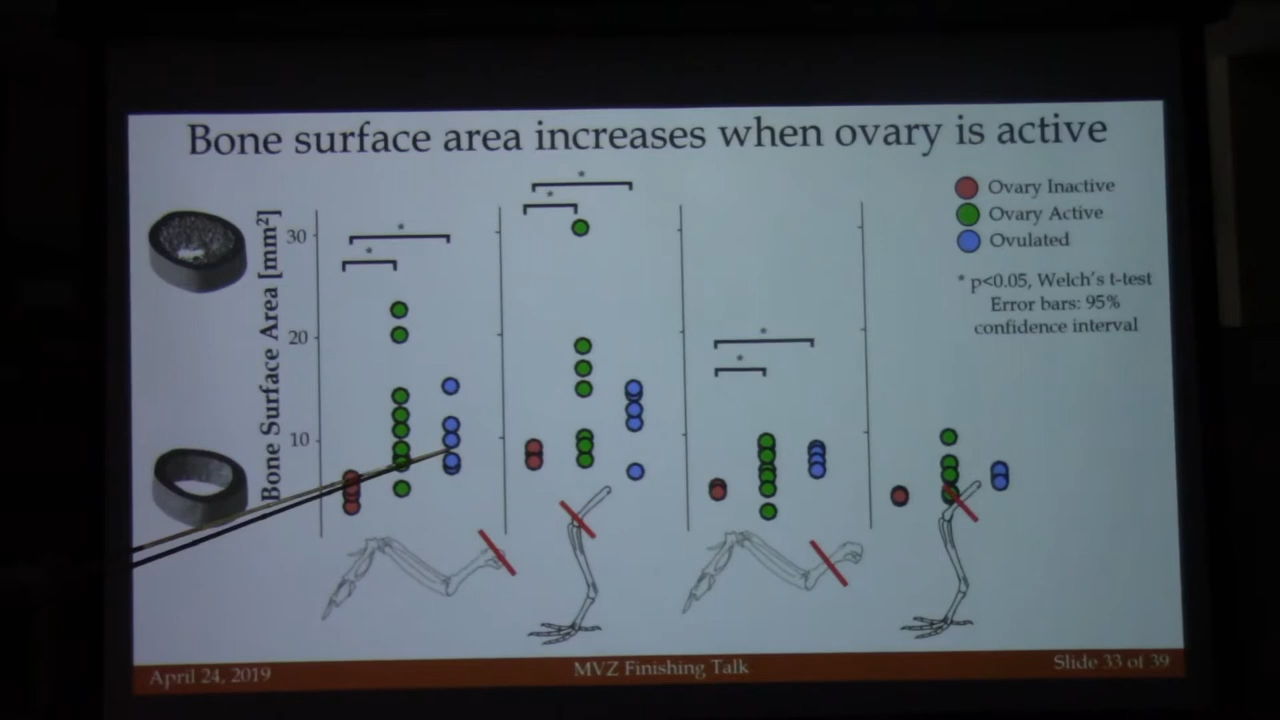 Bone surface area increases when ovary is active
Ovary Inactive
Ovary Active
Ovulated
* p<0.05, Welch's t-test
Error bars: 95%
confidence interval
Bone Surface Area [mm²]
30
20
10
* *
* *
* *
April 24, 2019
MVZ Finishing Talk
Slide 33 of 39